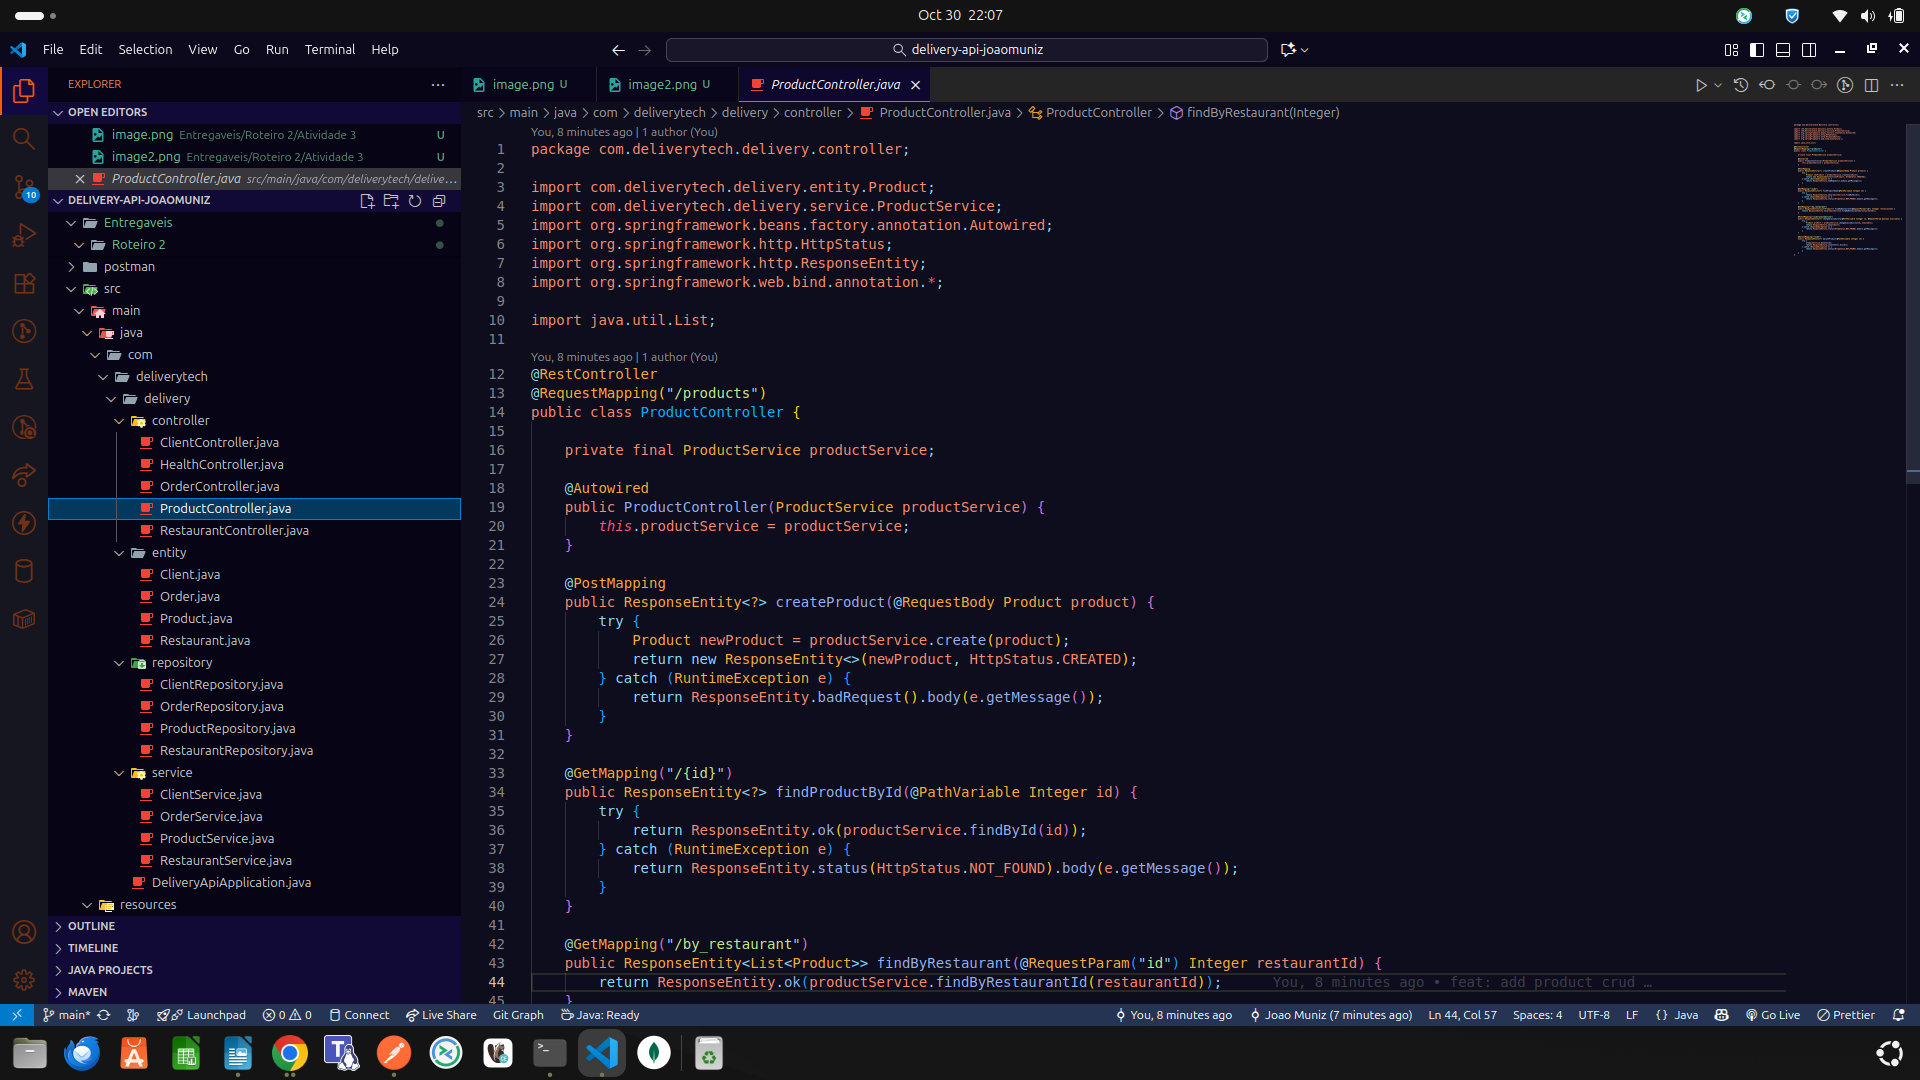 Oct 30 22:07
File Edit Selection View Go Run Terminal Help
delivery-api-joaomuniz
EXPLORER
OPEN EDITORS
image.png Entregaveis/Roteiro 2/Atividade 3 U
image2.png Entregaveis/Roteiro 2/Atividade 3 U
ProductController.java src/main/java/com/deliverytech/delive...
DELIVERY-API-JOAOMUNIZ
Entregaveis
Roteiro 2
postman
src
main
java
com
deliverytech
delivery
controller
ClientController.java
HealthController.java
OrderController.java
ProductController.java
RestaurantController.java
entity
Client.java
Order.java
Product.java
Restaurant.java
repository
ClientRepository.java
OrderRepository.java
ProductRepository.java
RestaurantRepository.java
service
ClientService.java
OrderService.java
ProductService.java
RestaurantService.java
DeliveryApiApplication.java
resources
OUTLINE
TIMELINE
JAVA PROJECTS
MAVEN
10
image.png U image2.png U ProductController.java
src > main > java > com > deliverytech > delivery > controller > ProductController.java > ProductController > findByRestaurant(Integer)
You, 8 minutes ago | 1 author (You)
1 package com.deliverytech.delivery.controller;
2
3 import com.deliverytech.delivery.entity.Product;
4 import com.deliverytech.delivery.service.ProductService;
5 import org.springframework.beans.factory.annotation.Autowired;
6 import org.springframework.http.HttpStatus;
7 import org.springframework.http.ResponseEntity;
8 import org.springframework.web.bind.annotation.*;
9
10 import java.util.List;
11
You, 8 minutes ago | 1 author (You)
12 @RestController
13 @RequestMapping("/products")
14 public class ProductController {
15
16 private final ProductService productService;
17
18 @Autowired
19 public ProductController(ProductService productService) {
20 this.productService = productService;
21 }
22
23 @PostMapping
24 public ResponseEntity<?> createProduct(@RequestBody Product product) {
25 try {
26 Product newProduct = productService.create(product);
27 return new ResponseEntity<>(newProduct, HttpStatus.CREATED);
28 } catch (RuntimeException e) {
29 return ResponseEntity.badRequest().body(e.getMessage());
30 }
31 }
32
33 @GetMapping("/{id}")
34 public ResponseEntity<?> findProductById(@PathVariable Integer id) {
35 try {
36 return ResponseEntity.ok(productService.findById(id));
37 } catch (RuntimeException e) {
38 return ResponseEntity.status(HttpStatus.NOT_FOUND).body(e.getMessage());
39 }
40 }
41
42 @GetMapping("/by_restaurant")
43 public ResponseEntity<List<Product>> findByRestaurant(@RequestParam("id") Integer restaurantId) {
44 return ResponseEntity.ok(productService.findByRestaurantId(restaurantId)); You, 8 minutes ago • feat: add product crud …
45 }
main* Launchpad 0 0 Connect Live Share Git Graph Java: Ready You, 8 minutes ago Joao Muniz (7 minutes ago) Ln 44, Col 57 Spaces: 4 UTF-8 LF {} Java Go Live Prettier